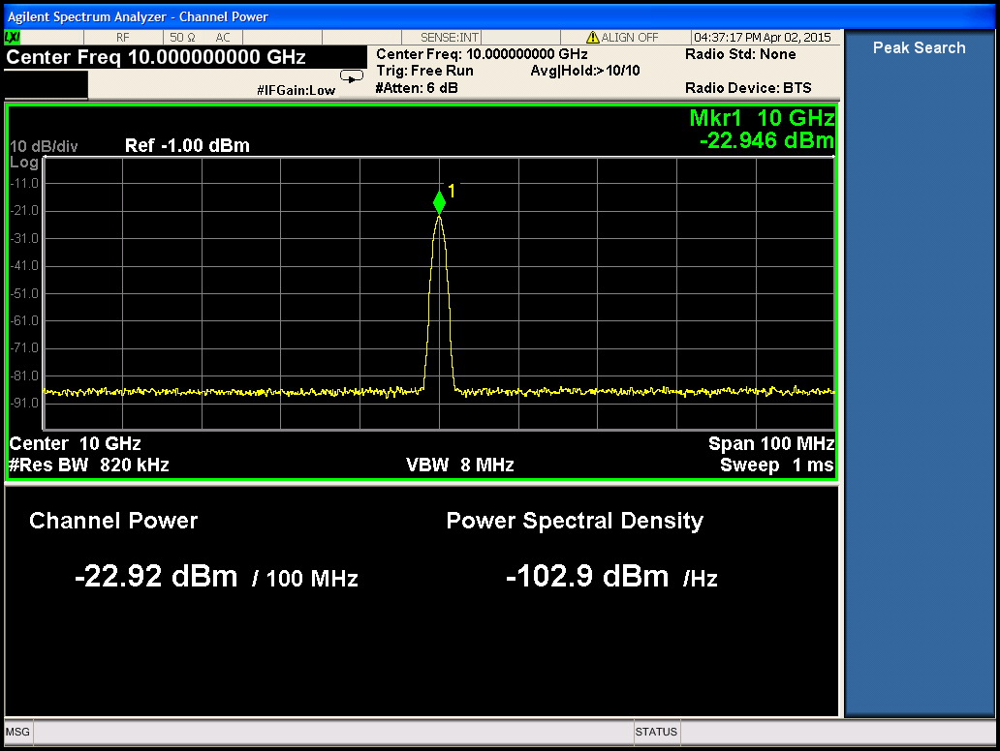 Agilent Spectrum Analyzer - Channel Power
LXI RF 50 Ω AC SENSE:INT ALIGN OFF 04:37:17 PM Apr 02, 2015
Center Freq 10.000000000 GHz
Center Freq: 10.000000000 GHz Radio Std: None
Trig: Free Run Avg|Hold:>10/10
#IFGain:Low #Atten: 6 dB Radio Device: BTS
Peak Search
Mkr1 10 GHz
-22.946 dBm
10 dB/div Ref -1.00 dBm
Log
1
-11.0
-21.0
-31.0
-41.0
-51.0
-61.0
-71.0
-81.0
-91.0
Center 10 GHz Span 100 MHz
#Res BW 820 kHz VBW 8 MHz Sweep 1 ms
Channel Power Power Spectral Density
-22.92 dBm / 100 MHz -102.9 dBm /Hz
MSG STATUS